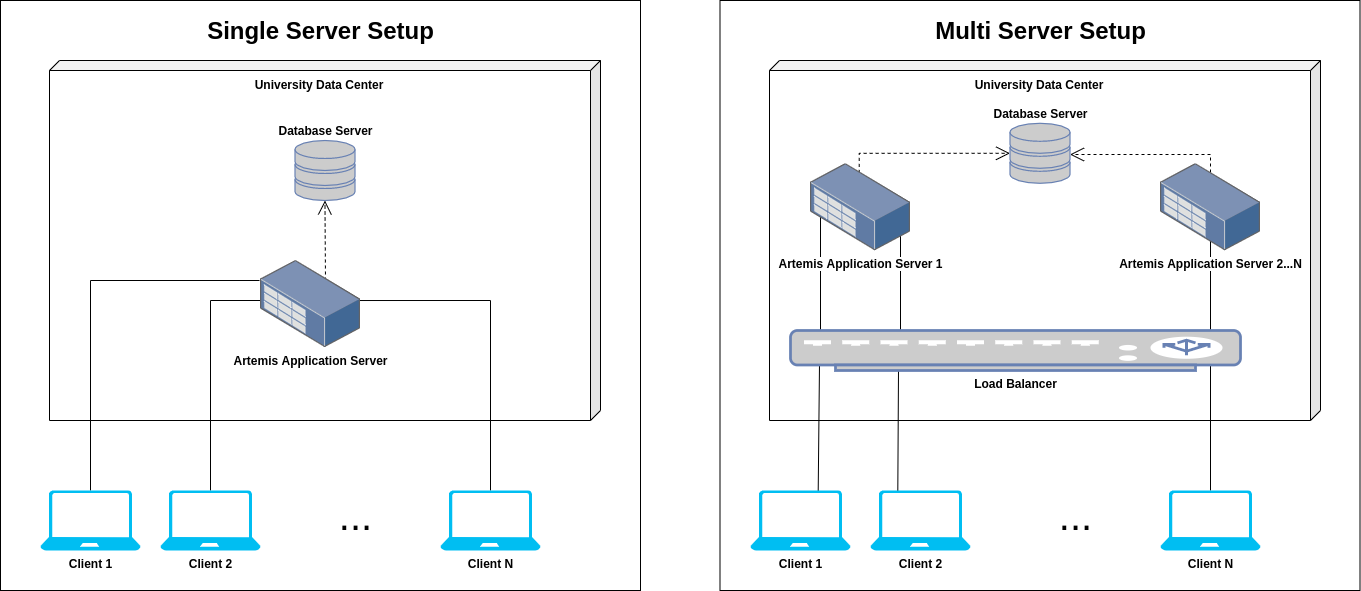 Single Server Setup
University Data Center
Database Server
Artemis Application Server
...
Client 1
Client 2
Client N
Multi Server Setup
University Data Center
Database Server
Artemis Application Server 1
Artemis Application Server 2...N
Load Balancer
...
Client 1
Client 2
Client N